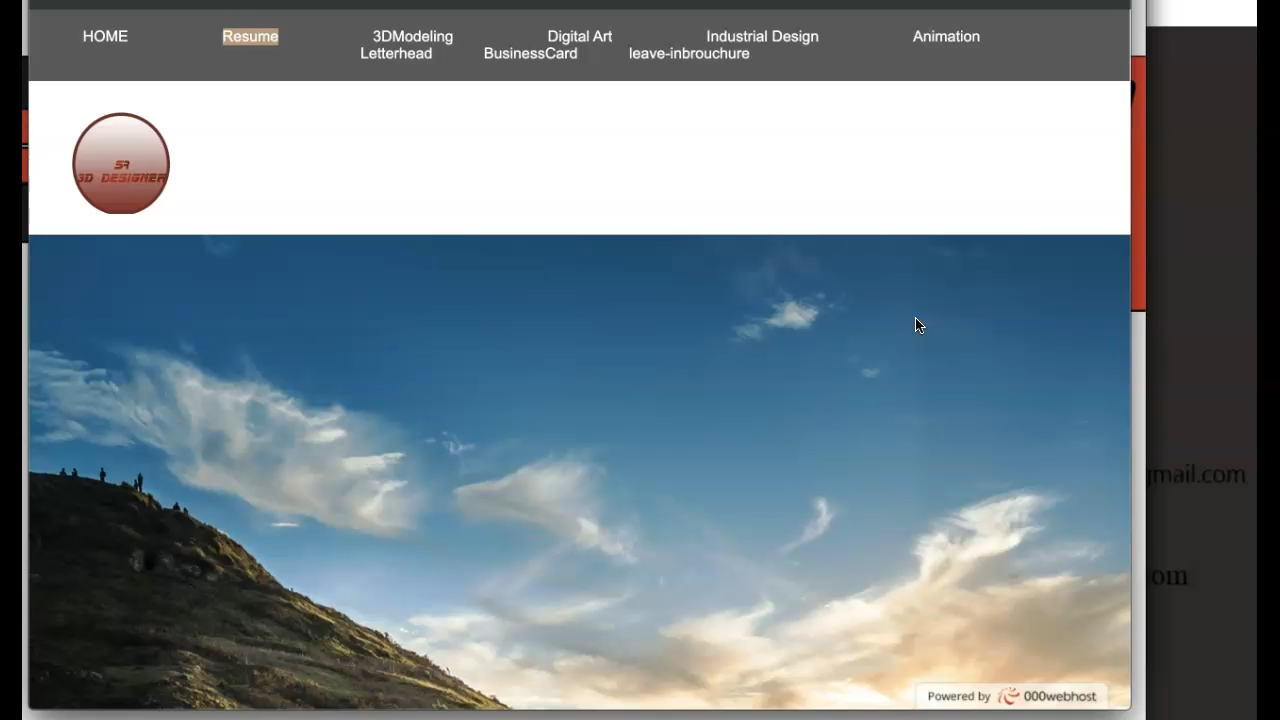 HOME Resume 3DModeling Digital Art Industrial Design Animation
Letterhead BusinessCard leave-inbrouchure
SR
3D DESIGNER
gmail.com
om
Powered by 000webhost